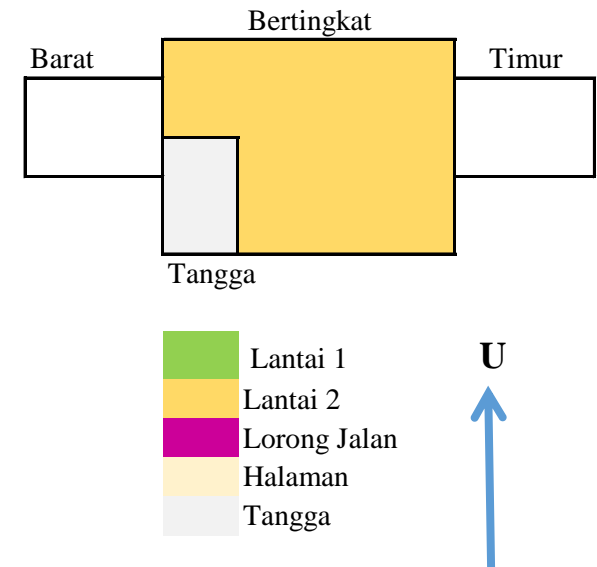 Bertingkat
Barat
Timur
Tangga
Lantai 1
U
Lantai 2
Lorong Jalan
Halaman
Tangga